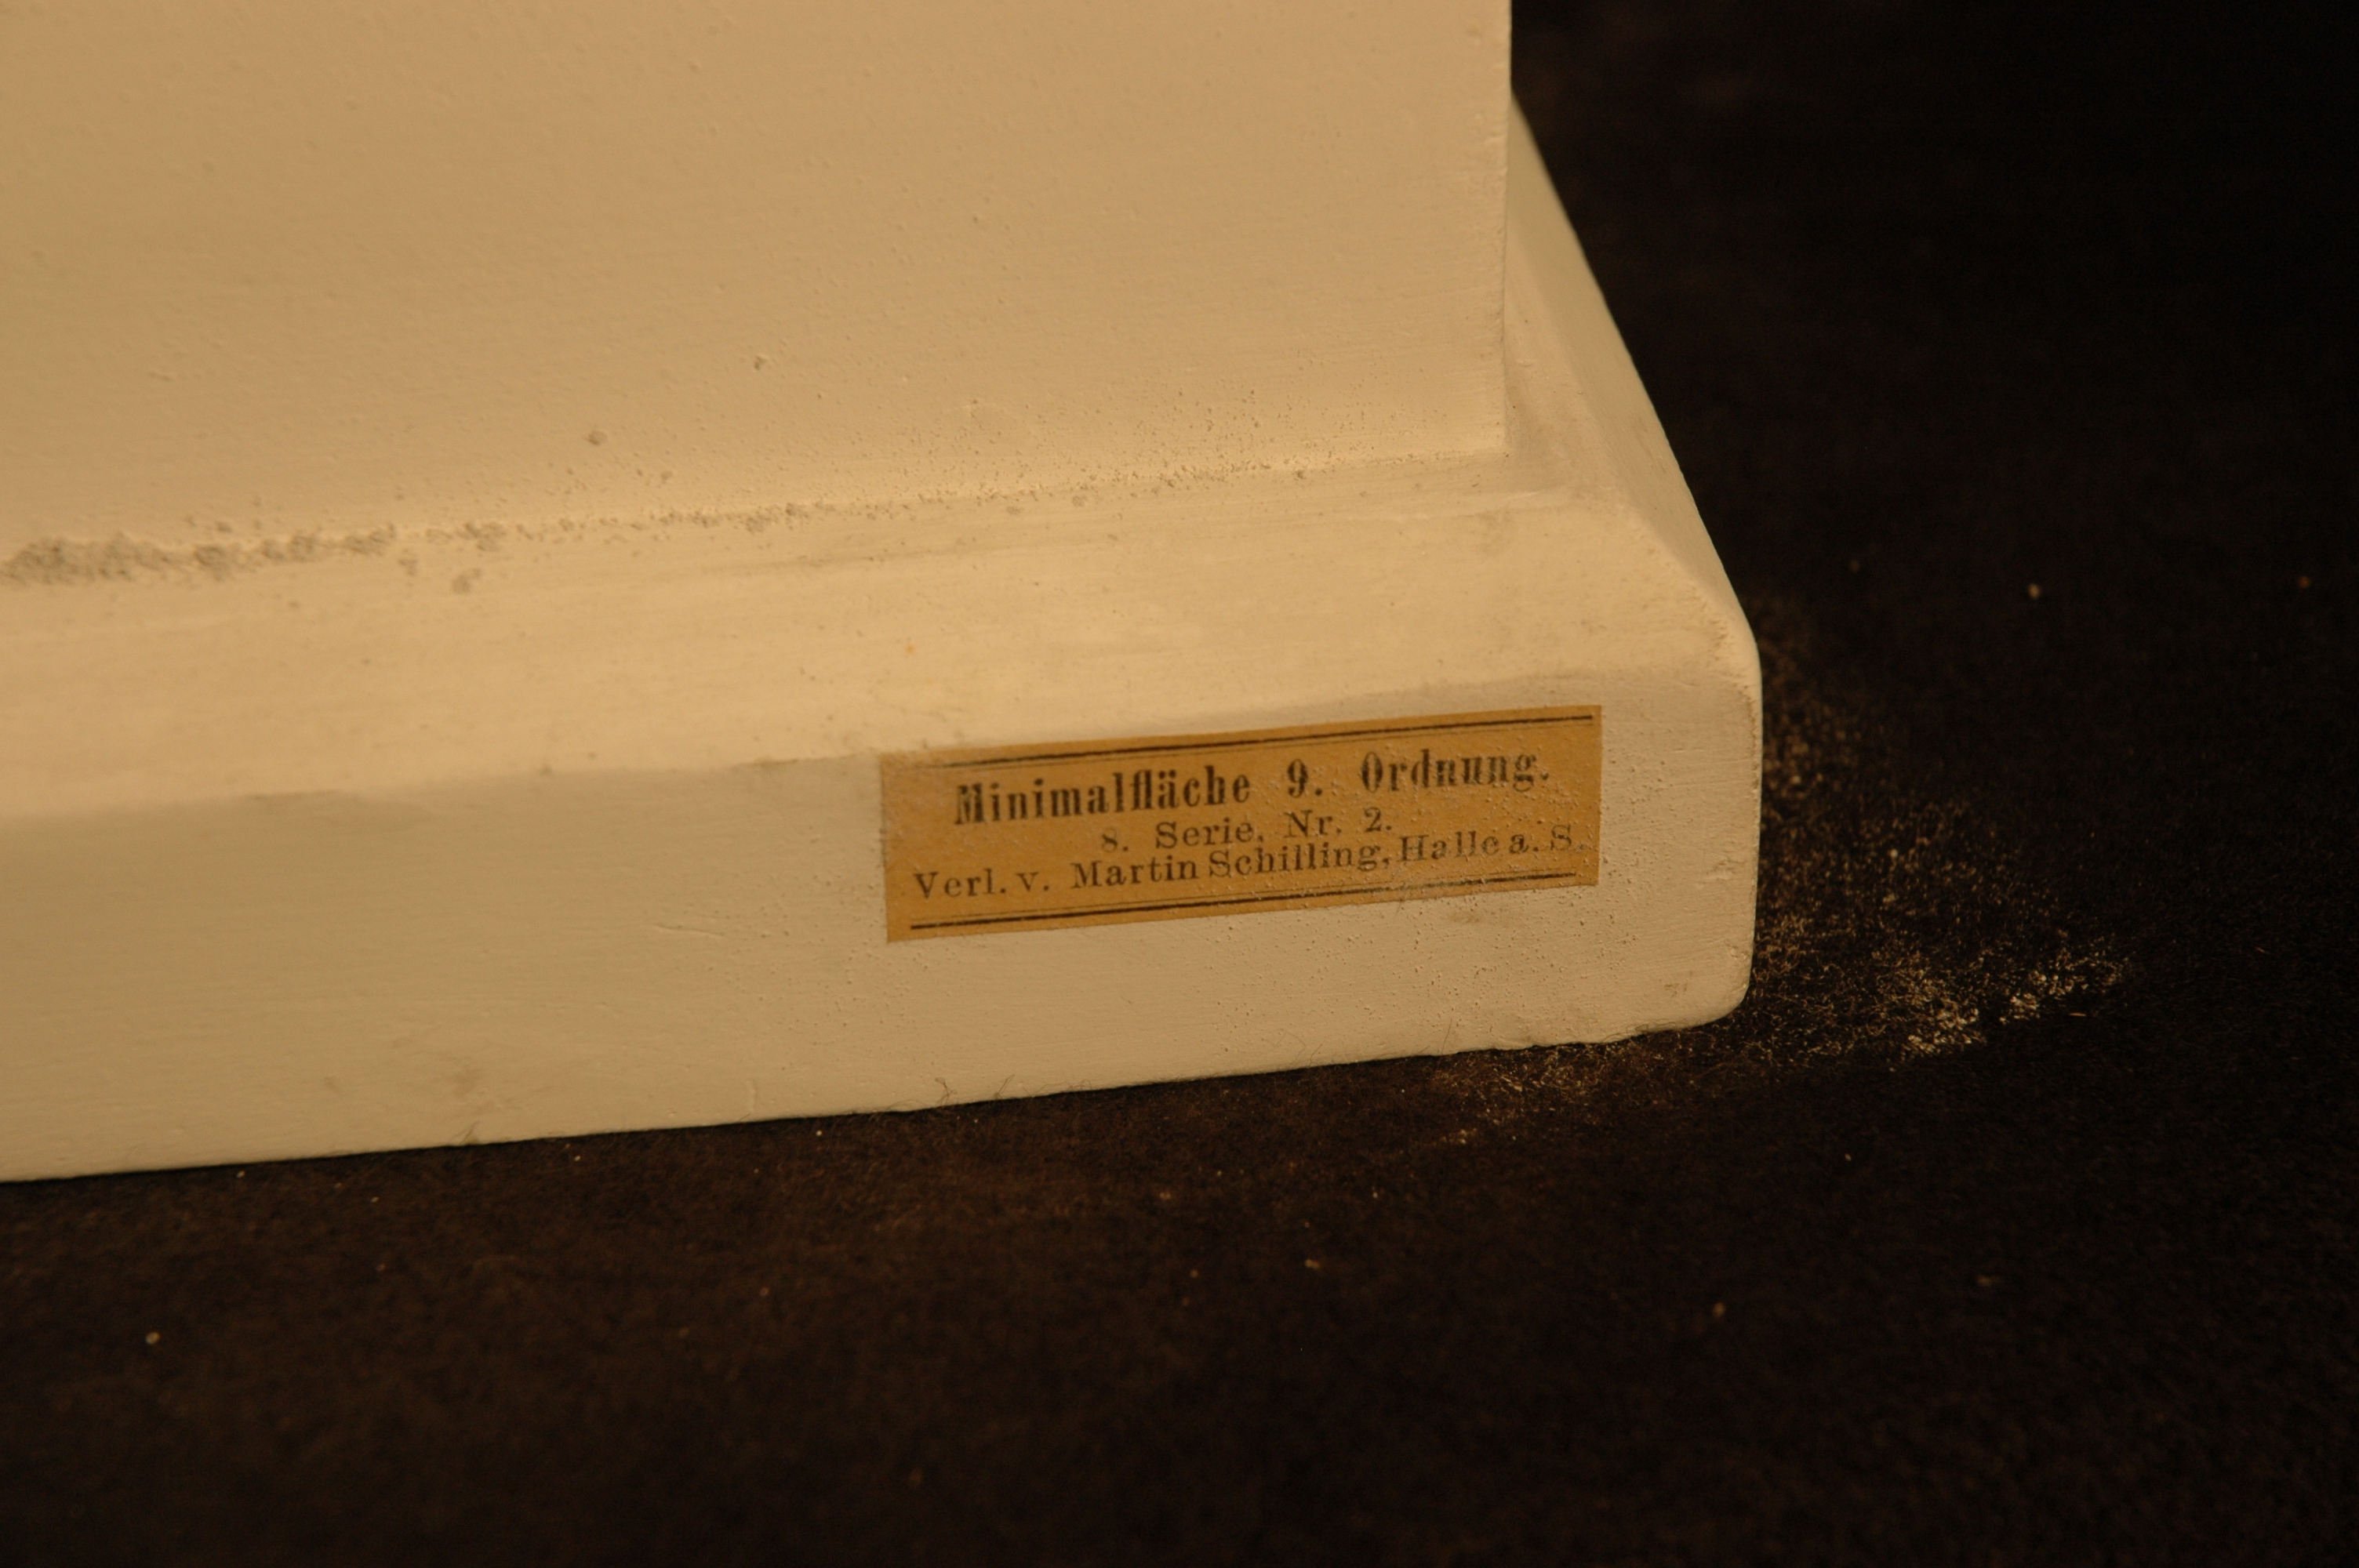 Minimalfläche 9. Ordnung.
8. Serie, Nr. 2.
Verl. v. Martin Schilling, Halle a. S.